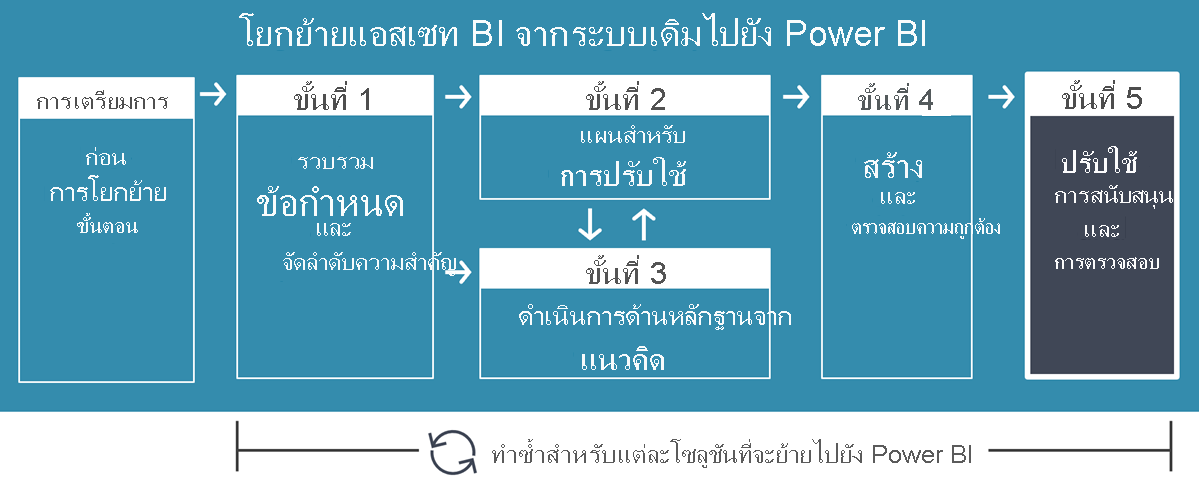 โยกย้ายแอสเซท BI จากระบบเดิมไปยัง Power BI
การเตรียมการ
ก่อน
การโยกย้าย
ขั้นตอน
ขั้นที่ 1
รวบรวม
ข้อกำหนด
และ
จัดลำดับความสำคัญ
ขั้นที่ 2
แผนสำหรับ
การปรับใช้
ขั้นที่ 3
ดำเนินการด้านหลักฐานจาก
แนวคิด
ขั้นที่ 4
สร้าง
และ
ตรวจสอบความถูกต้อง
ขั้นที่ 5
ปรับใช้
การสนับสนุน
และ
การตรวจสอบ
ทำซ้ำสำหรับแต่ละโซลูชันที่จะย้ายไปยัง Power BI